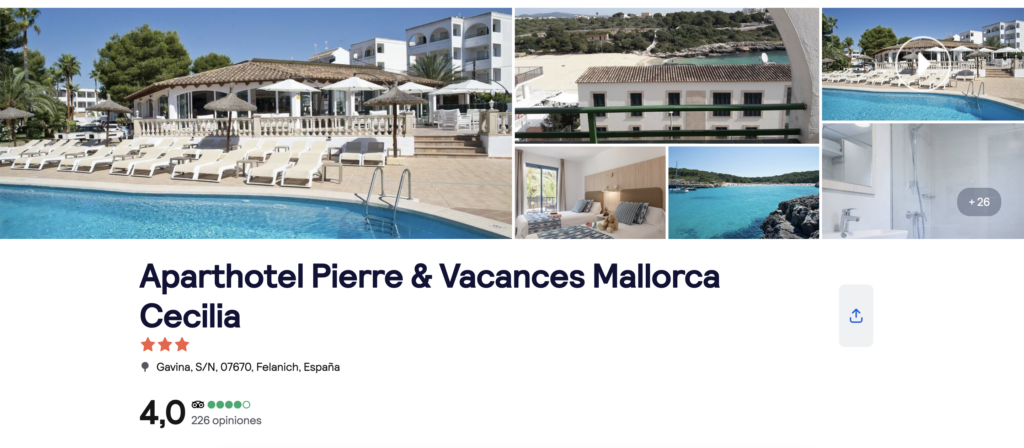 + 26
Aparthotel Pierre & Vacances Mallorca
Cecilia
Gavina, S/N, 07670, Felanich, España
4,0
226 opiniones